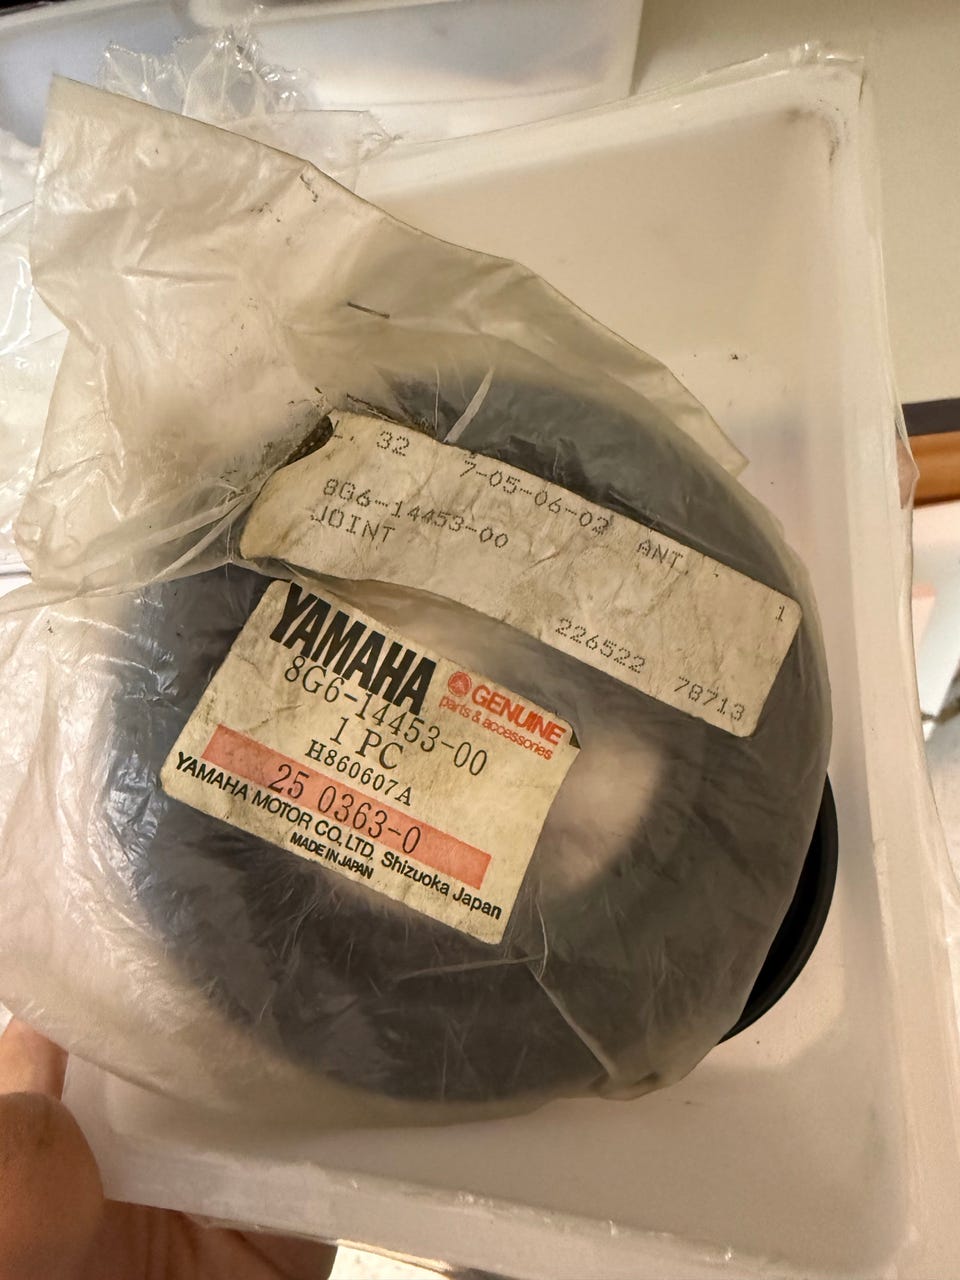 32 7-05-06-02 ANT. 1
8G6-14453-00
JOINT
226522 78713
YAMAHA
GENUINE
parts & accessories
8G6-14453-00
1 PC
H860607A
25 0363-0
YAMAHA MOTOR CO.,LTD. Shizuoka Japan
MADE IN JAPAN